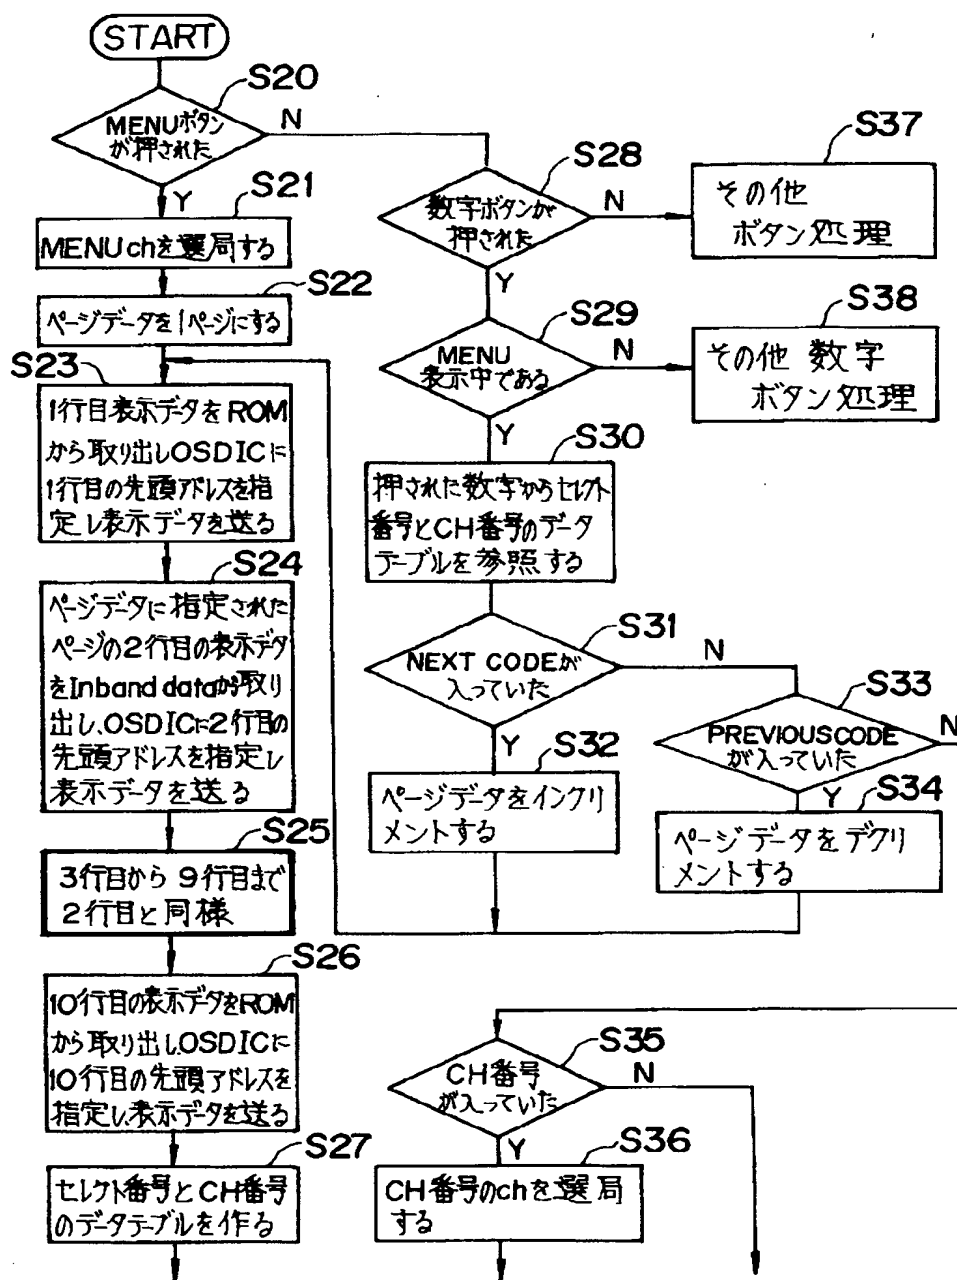 START
S20
MENUボタン
が押された
N
Y
S21
MENU chを選局する
S22
ページデータを1ページにする
S23
1行目表示データをROM
から取り出しOSDICに
1行目の先頭アドレスを指
定し表示データを送る
S24
ページデータに指定された
ページの2行目の表示データ
をInband dataから取り
出し、OSDICに2行目の
先頭アドレスを指定し
表示データを送る
S25
3行目から9行目まで
2行目と同様
S26
10行目の表示データをROM
から取り出しOSDICに
10行目の先頭アドレスを
指定し、表示データを送る
S27
セレクト番号とCH番号
のデータテーブルを作る
S28
数字ボタンが
押された
N
Y
S37
その他
ボタン処理
S29
MENU
表示中である
N
Y
S38
その他 数字
ボタン処理
S30
押された数字からセレクト
番号とCH番号のデータ
テーブルを参照する
S31
NEXT CODEが
入っていた
N
Y
S32
ページデータをインクリ
メントする
S33
PREVIOUS CODE
が入っていた
N
Y
S34
ページデータをデクリ
メントする
S35
CH番号
が入っていた
N
Y
S36
CH番号のchを選局
する